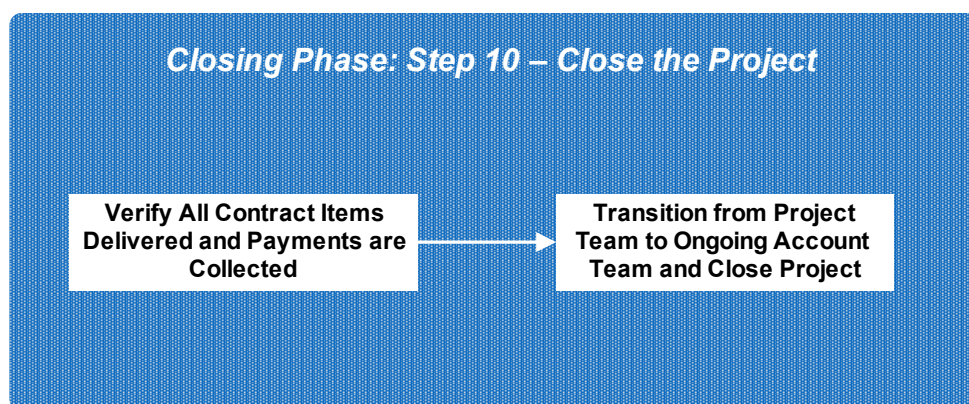 Closing Phase: Step 10 – Close the Project
Verify All Contract Items
Delivered and Payments are
Collected
Transition from Project
Team to Ongoing Account
Team and Close Project